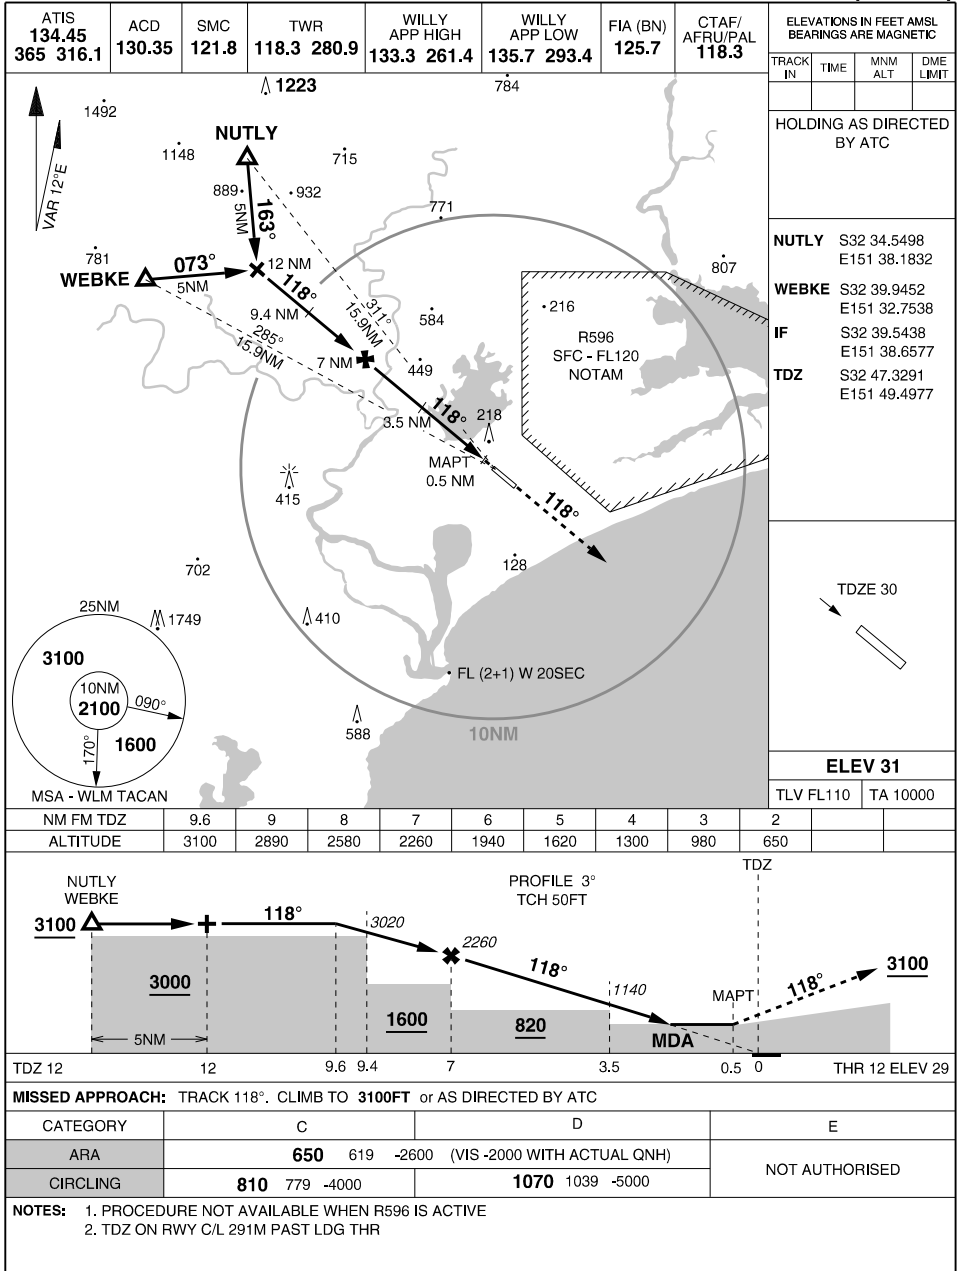 ATIS
134.45
365 316.1
ACD
130.35
SMC
121.8
TWR
118.3 280.9
WILLY
APP HIGH
133.3 261.4
WILLY
APP LOW
135.7 293.4
FIA (BN)
125.7
CTAF/
AFRU/PAL
118.3
ELEVATIONS IN FEET AMSL
BEARINGS ARE MAGNETIC
TRACK
IN
TIME
MNM
ALT
DME
LIMIT
HOLDING AS DIRECTED
BY ATC
NUTLY S32 34.5498
E151 38.1832
WEBKE S32 39.9452
E151 32.7538
IF S32 39.5438
E151 38.6577
TDZ S32 47.3291
E151 49.4977
TDZE 30
ELEV 31
TLV FL110 TA 10000
VAR 12°E
1492
1223
784
NUTLY
1148
715
889
932
5NM
163°
771
781
WEBKE
073°
5NM
12 NM
118°
9.4 NM
311°
15.9NM
285°
15.9NM
7 NM
584
449
216
R596
SFC - FL120
NOTAM
807
3.5 NM
118°
218
MAPT
0.5 NM
118°
415
702
128
1749
410
FL (2+1) W 20SEC
588
10NM
25NM
3100
10NM
2100
090°
170°
1600
MSA - WLM TACAN
NM FM TDZ 9.6 9 8 7 6 5 4 3 2
ALTITUDE 3100 2890 2580 2260 1940 1620 1300 980 650
NUTLY
WEBKE
3100
118°
3020
PROFILE 3°
TCH 50FT
TDZ
2260
118°
1140
MAPT
118°
3100
3000
1600
820
MDA
5NM
TDZ 12 12 9.6 9.4 7 3.5 0.5 0 THR 12 ELEV 29
MISSED APPROACH: TRACK 118°. CLIMB TO 3100FT or AS DIRECTED BY ATC
CATEGORY C D E
ARA 650 619 -2600 (VIS -2000 WITH ACTUAL QNH)
NOT AUTHORISED
CIRCLING 810 779 -4000 1070 1039 -5000
NOTES: 1. PROCEDURE NOT AVAILABLE WHEN R596 IS ACTIVE
2. TDZ ON RWY C/L 291M PAST LDG THR